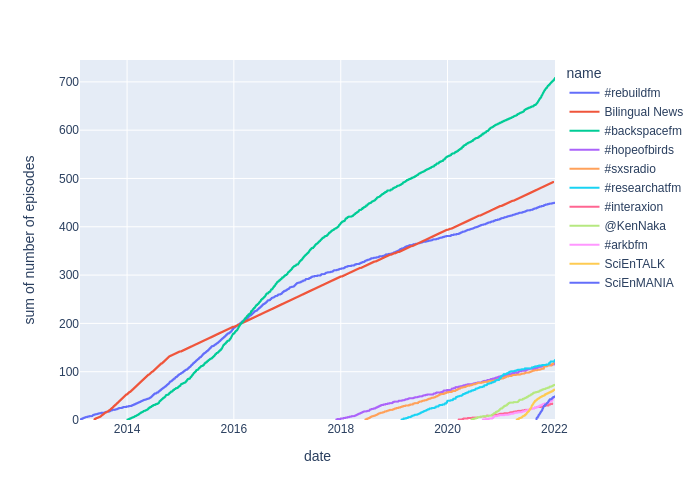 sum of number of episodes
700
600
500
400
300
200
100
0
2014
2016
2018
2020
2022
date
name
#rebuildfm
Bilingual News
#backspacefm
#hopeofbirds
#sxsradio
#researchatfm
#interaxion
@KenNaka
#arkbfm
SciEnTALK
SciEnMANIA